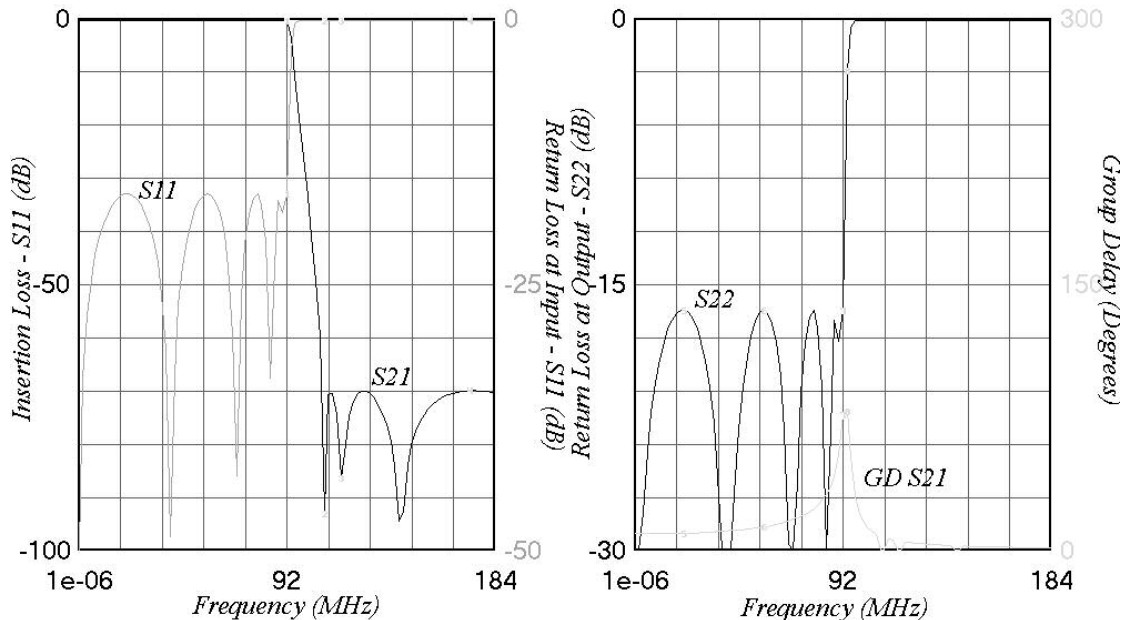 0
-50
-100
1e-06
92
184
-0
-25
-50
Insertion Loss - S11 (dB)
Frequency (MHz)
Return Loss at Input - S11 (dB)
S11
S21
0
-15
-30
1e-06
92
184
300
150
0
Return Loss at Output - S22 (dB)
Frequency (MHz)
Group Delay (Degrees)
S22
GD S21